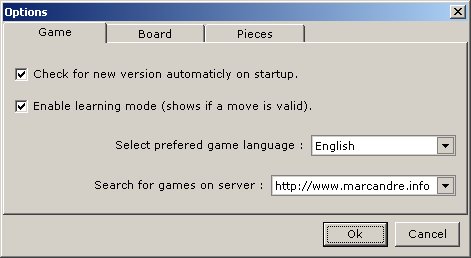 Options
Game
Board
Pieces
Check for new version automaticly on startup.
Enable learning mode (shows if a move is valid).
Select prefered game language :
English
Search for games on server :
http://www.marcandre.info
Ok
Cancel